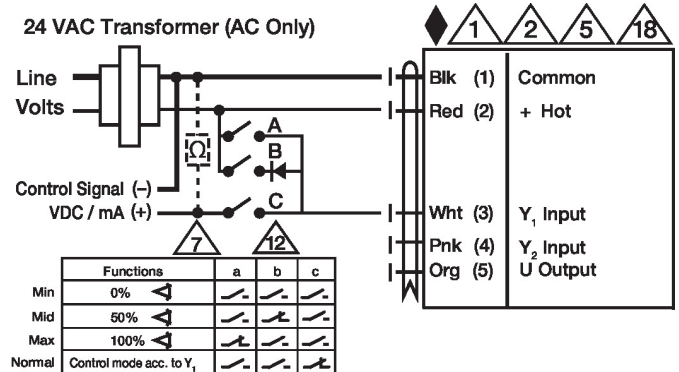 24 VAC Transformer (AC Only)
1 2 5 18
Line
Volts
Blk (1) Common
Red (2) + Hot
A
B
C
Ω
Control Signal (–)
VDC / mA (+)
Wht (3) Y1 Input
Pnk (4) Y2 Input
Org (5) U Output
7 12
Functions a b c
Min 0%
Mid 50%
Max 100%
Normal Control mode acc. to Y1